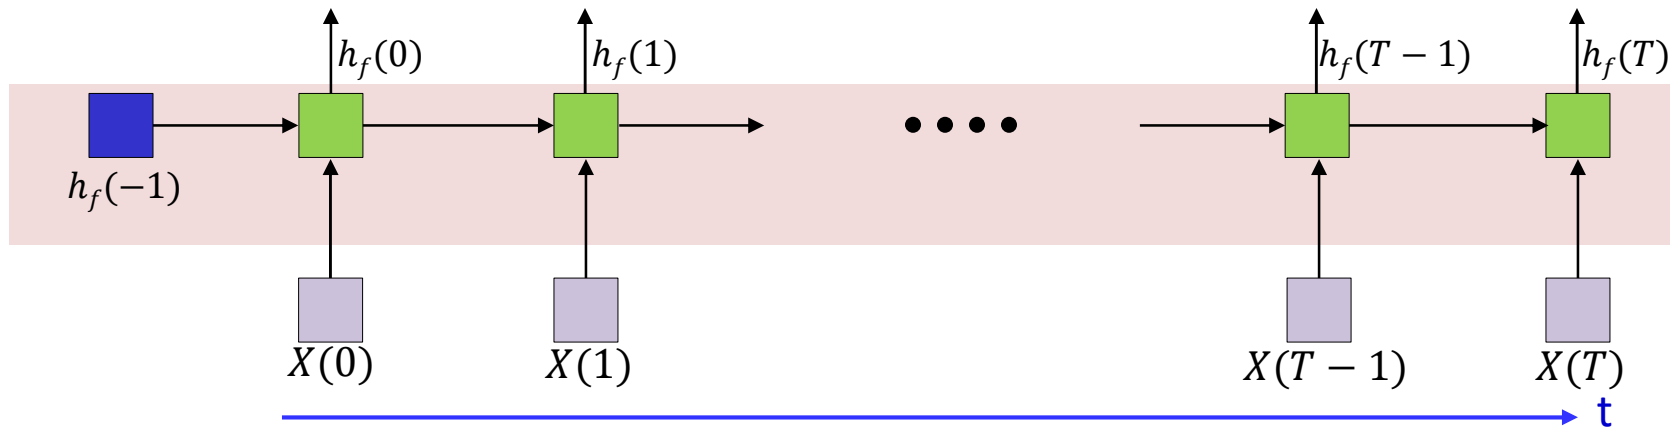 h_f(0) h_f(1) h_f(T − 1) h_f(T)
h_f(−1)
X(0) X(1) X(T − 1) X(T)
t